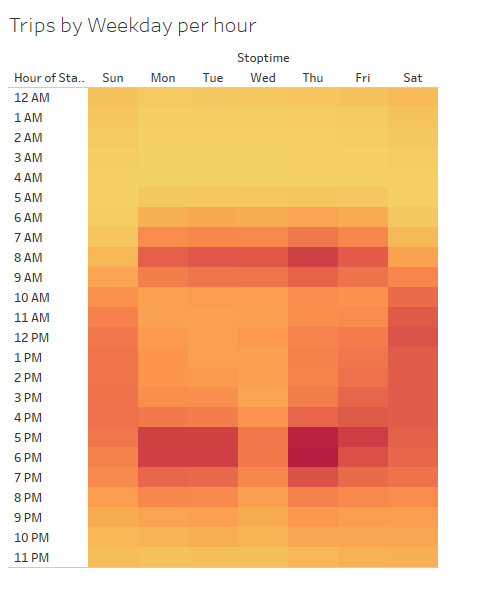 Trips by Weekday per hour
Stoptime
Hour of Sta.. Sun Mon Tue Wed Thu Fri Sat
12 AM
1 AM
2 AM
3 AM
4 AM
5 AM
6 AM
7 AM
8 AM
9 AM
10 AM
11 AM
12 PM
1 PM
2 PM
3 PM
4 PM
5 PM
6 PM
7 PM
8 PM
9 PM
10 PM
11 PM